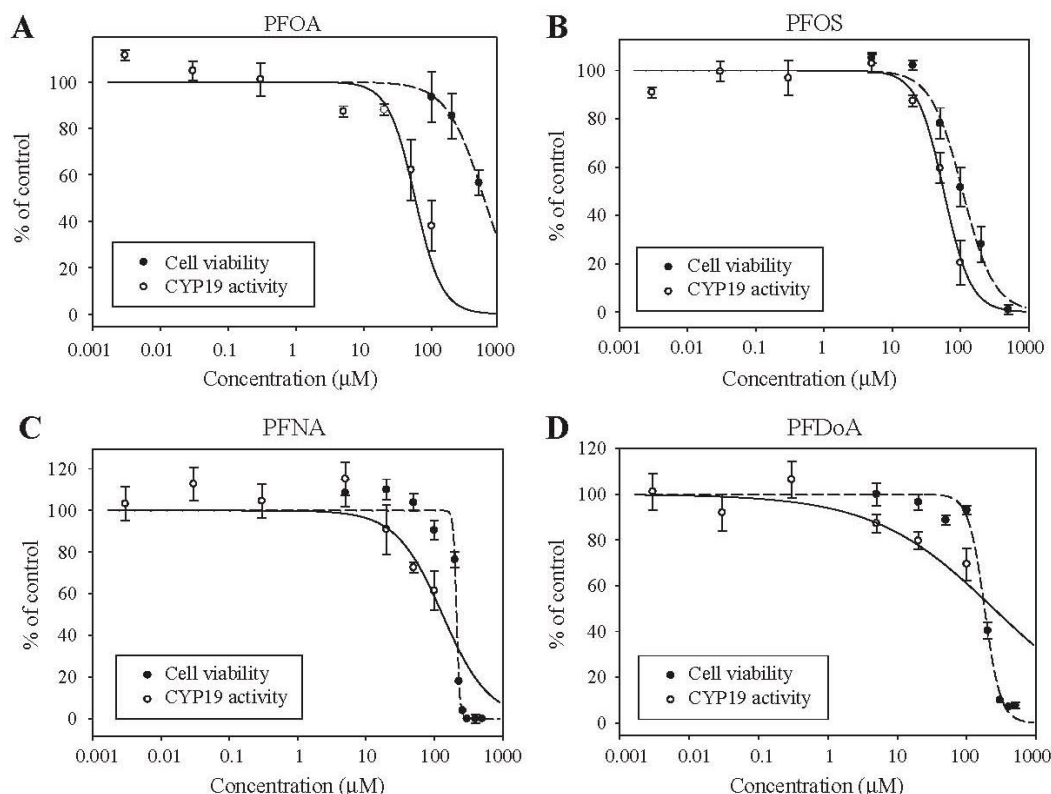 A
PFOA
% of control
100
80
60
40
20
0
Cell viability
CYP19 activity
0.001 0.01 0.1 1 10 100 1000
Concentration (µM)
B
PFOS
% of control
100
80
60
40
20
0
Cell viability
CYP19 activity
0.001 0.01 0.1 1 10 100 1000
Concentration (µM)
C
PFNA
% of control
120
100
80
60
40
20
0
Cell viability
CYP19 activity
0.001 0.01 0.1 1 10 100 1000
Concentration (µM)
D
PFDoA
% of control
120
100
80
60
40
20
0
Cell viability
CYP19 activity
0.001 0.01 0.1 1 10 100 1000
Concentration (µM)